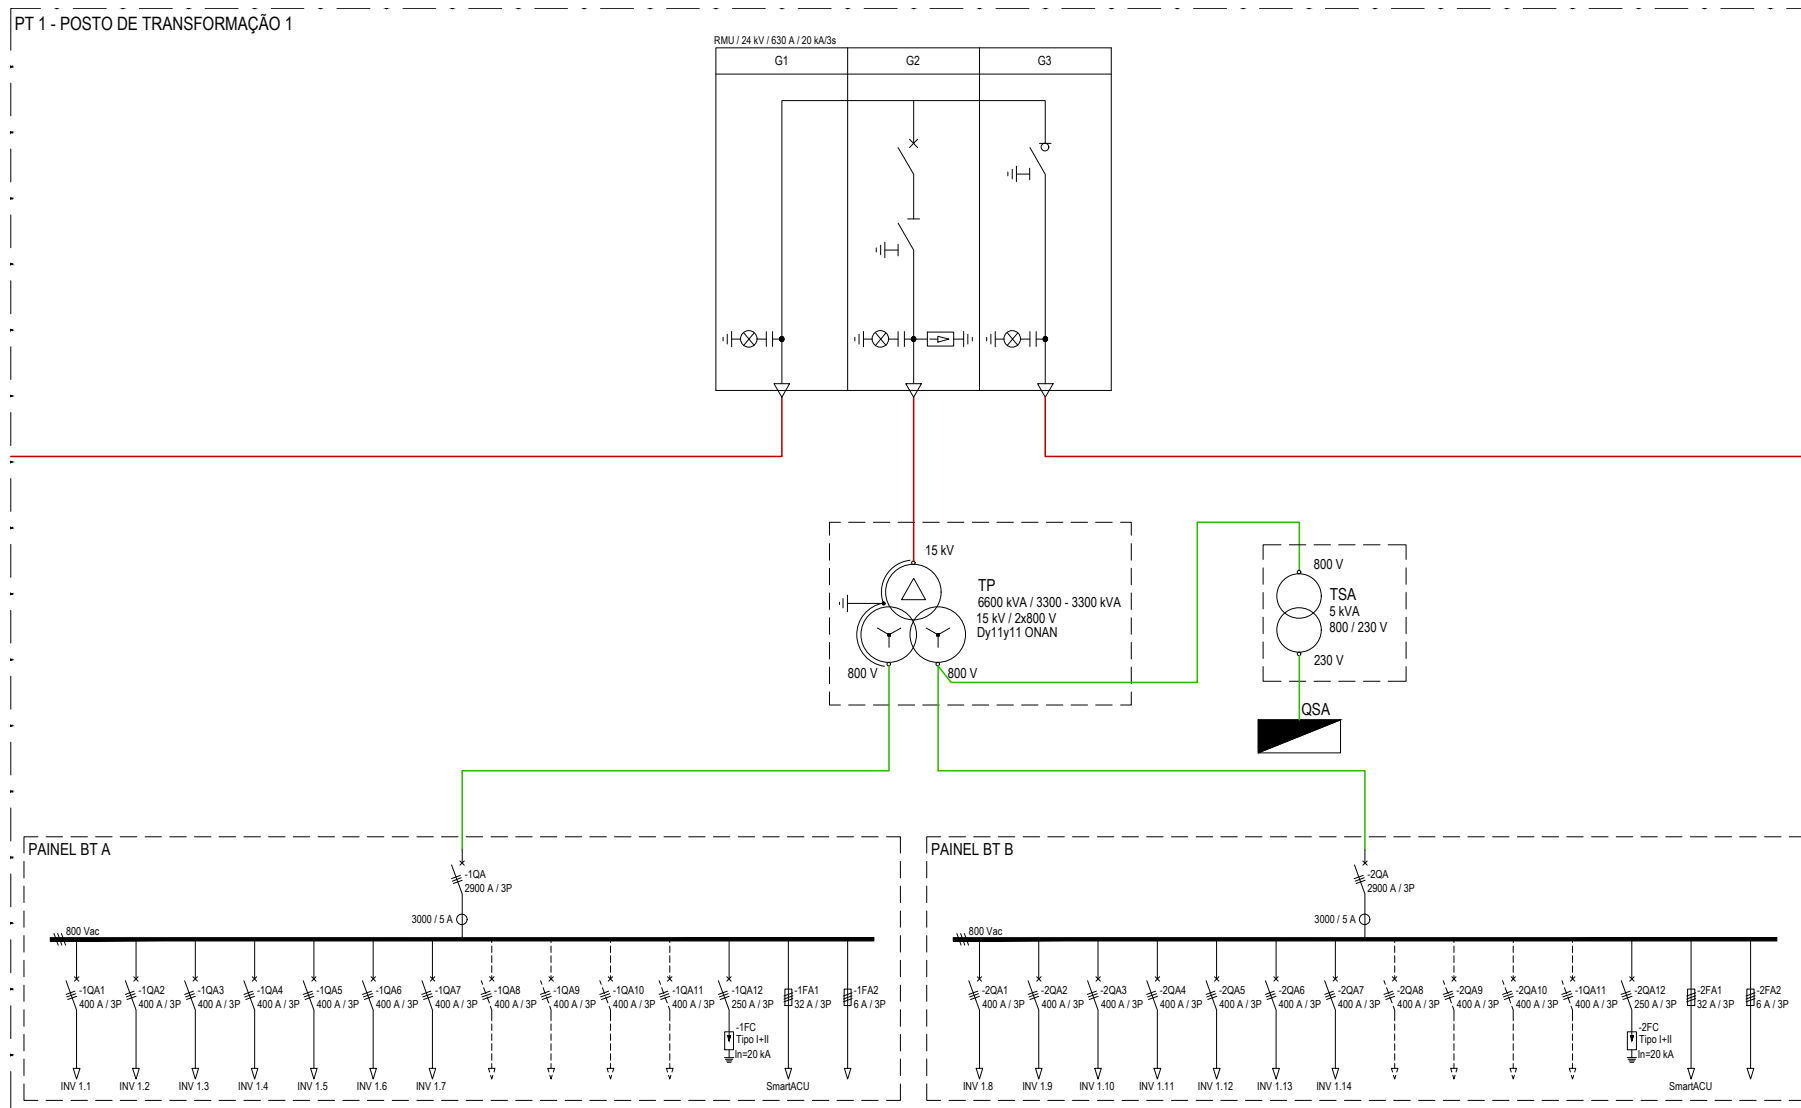 PT 1 - POSTO DE TRANSFORMAÇÃO 1
RMU / 24 kV / 630 A / 20 kA/3s
G1
G2
G3
15 kV
TP
6600 kVA / 3300 - 3300 kVA
15 kV / 2x800 V
Dy11y11 ONAN
800 V
800 V
800 V
TSA
5 kVA
800 / 230 V
230 V
QSA
PAINEL BT A
-1QA
2900 A / 3P
3000 / 5 A
800 Vac
-1QA1
400 A / 3P
-1QA2
400 A / 3P
-1QA3
400 A / 3P
-1QA4
400 A / 3P
-1QA5
400 A / 3P
-1QA6
400 A / 3P
-1QA7
400 A / 3P
-1QA8
400 A / 3P
-1QA9
400 A / 3P
-1QA10
400 A / 3P
-1QA11
400 A / 3P
-1QA12
250 A / 3P
-1FA1
32 A / 3P
-1FA2
6 A / 3P
-1FC
Tipo I+II
In=20 kA
INV 1.1
INV 1.2
INV 1.3
INV 1.4
INV 1.5
INV 1.6
INV 1.7
SmartACU
PAINEL BT B
-2QA
2900 A / 3P
3000 / 5 A
800 Vac
-2QA1
400 A / 3P
-2QA2
400 A / 3P
-2QA3
400 A / 3P
-2QA4
400 A / 3P
-2QA5
400 A / 3P
-2QA6
400 A / 3P
-2QA7
400 A / 3P
-2QA8
400 A / 3P
-2QA9
400 A / 3P
-2QA10
400 A / 3P
-1QA11
400 A / 3P
-2QA12
250 A / 3P
-2FA1
32 A / 3P
-2FA2
6 A / 3P
-2FC
Tipo I+II
In=20 kA
INV 1.8
INV 1.9
INV 1.10
INV 1.11
INV 1.12
INV 1.13
INV 1.14
SmartACU